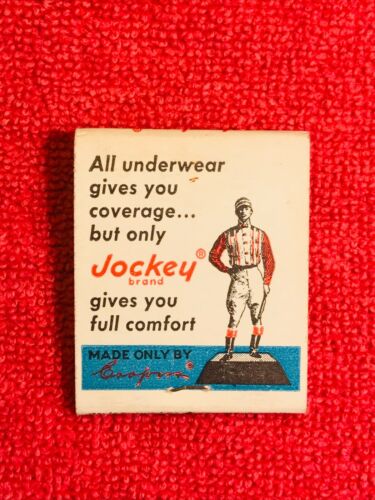 All underwear
gives you
coverage...
but only
Jockey®
brand
gives you
full comfort
MADE ONLY BY
Cooper's®